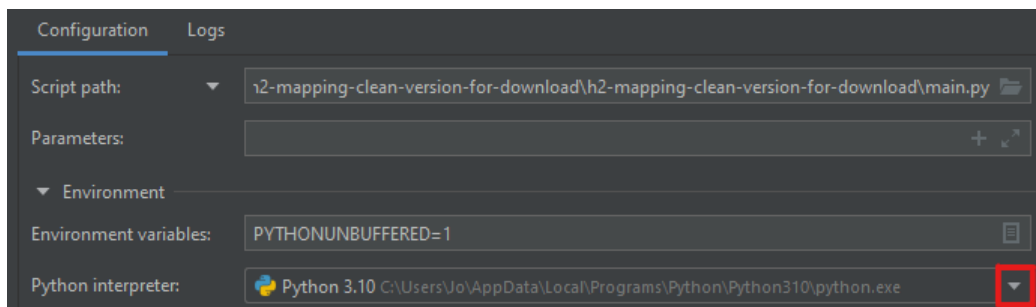 Configuration Logs
Script path: h2-mapping-clean-version-for-download\h2-mapping-clean-version-for-download\main.py
Parameters:
Environment
Environment variables: PYTHONUNBUFFERED=1
Python interpreter: Python 3.10 C:\Users\Jo\AppData\Local\Programs\Python\Python310\python.exe